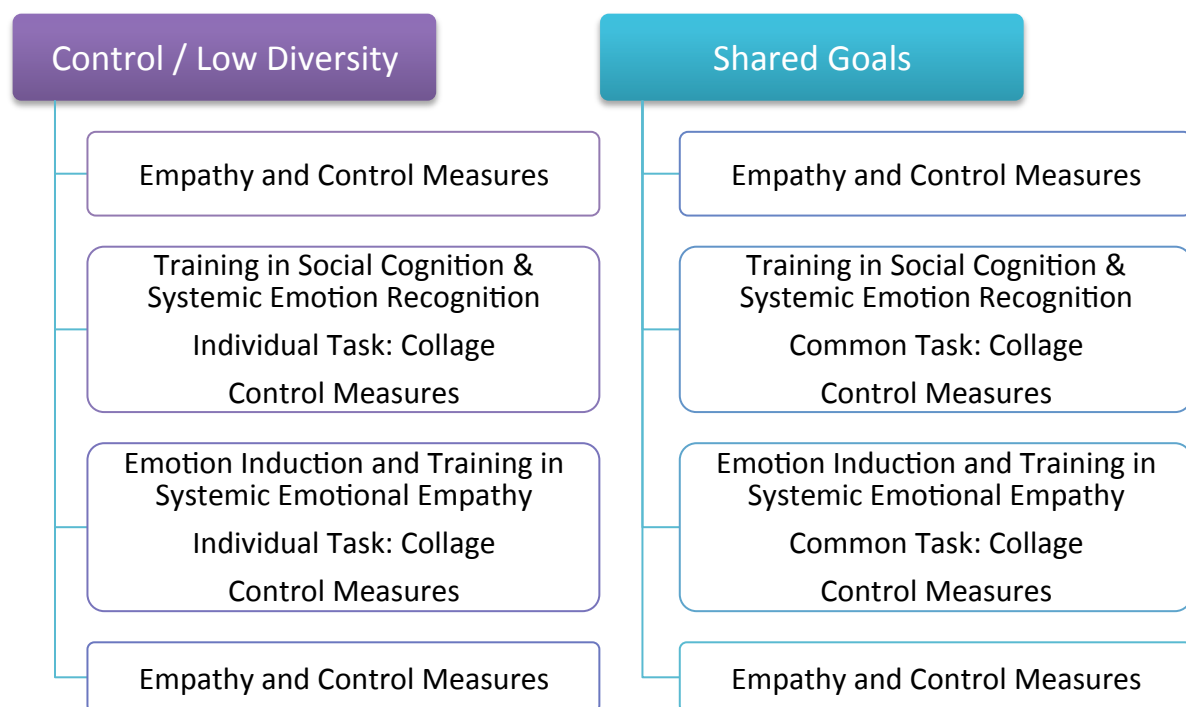 Control / Low Diversity
Empathy and Control Measures
Training in Social Cognition &
Systemic Emotion Recognition
Individual Task: Collage
Control Measures
Emotion Induction and Training in
Systemic Emotional Empathy
Individual Task: Collage
Control Measures
Empathy and Control Measures
Shared Goals
Empathy and Control Measures
Training in Social Cognition &
Systemic Emotion Recognition
Common Task: Collage
Control Measures
Emotion Induction and Training in
Systemic Emotional Empathy
Common Task: Collage
Control Measures
Empathy and Control Measures